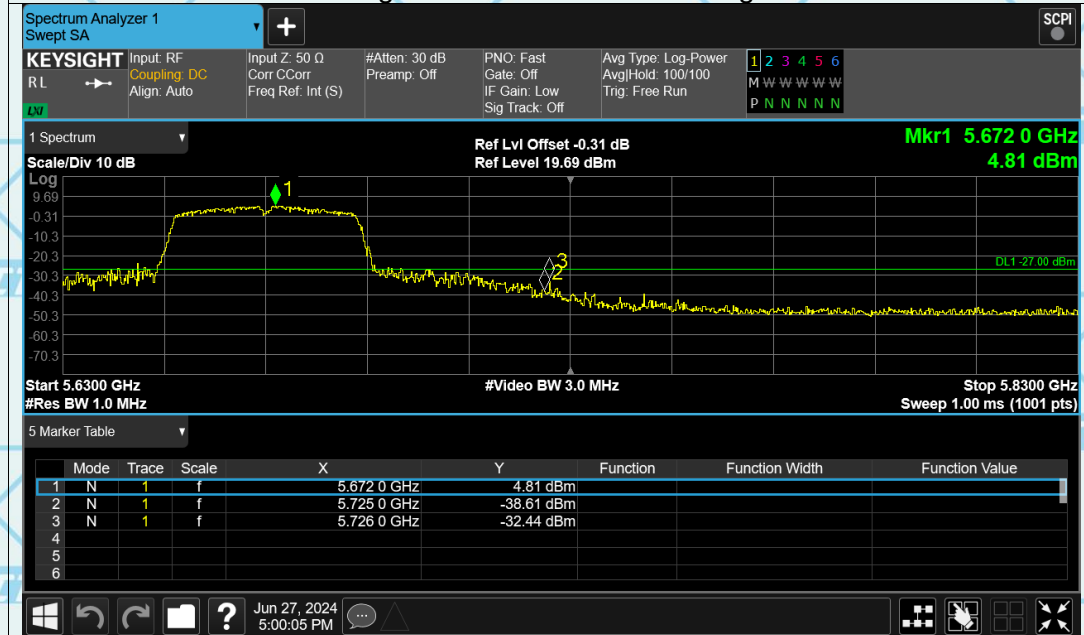 Spectrum Analyzer 1
Swept SA
+
SCPI
KEYSIGHT
RL
LXI
Input: RF
Coupling: DC
Align: Auto
Input Z: 50 Ω
Corr CCorr
Freq Ref: Int (S)
#Atten: 30 dB
Preamp: Off
PNO: Fast
Gate: Off
IF Gain: Low
Sig Track: Off
Avg Type: Log-Power
Avg|Hold: 100/100
Trig: Free Run
1 2 3 4 5 6
M W W W W W
P N N N N N
1 Spectrum
Scale/Div 10 dB
Ref Lvl Offset -0.31 dB
Ref Level 19.69 dBm
Mkr1 5.672 0 GHz
4.81 dBm
Log
9.69
-0.31
-10.3
-20.3
-30.3
-40.3
-50.3
-60.3
-70.3
1
3
2
DL1 -27.00 dBm
Start 5.6300 GHz
#Video BW 3.0 MHz
Stop 5.8300 GHz
#Res BW 1.0 MHz
Sweep 1.00 ms (1001 pts)
5 Marker Table
Mode Trace Scale X Y Function Function Width Function Value
1 N 1 f 5.672 0 GHz 4.81 dBm
2 N 1 f 5.725 0 GHz -38.61 dBm
3 N 1 f 5.726 0 GHz -32.44 dBm
4
5
6
?
Jun 27, 2024
5:00:05 PM